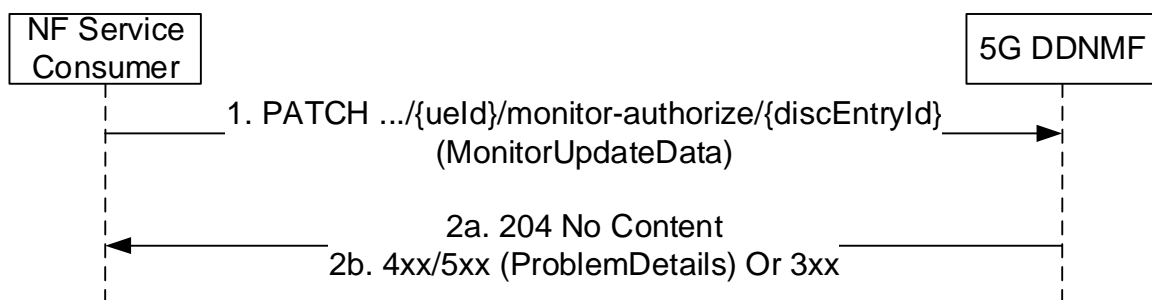 NF Service
Consumer
5G DDNMF
1. PATCH .../{ueId}/monitor-authorize/{discEntryId}
(MonitorUpdateData)
2a. 204 No Content
2b. 4xx/5xx (ProblemDetails) Or 3xx